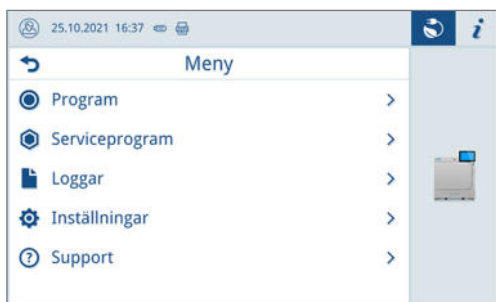 25.10.2021 16:37
Meny
Program
Serviceprogram
Loggar
Inställningar
Support